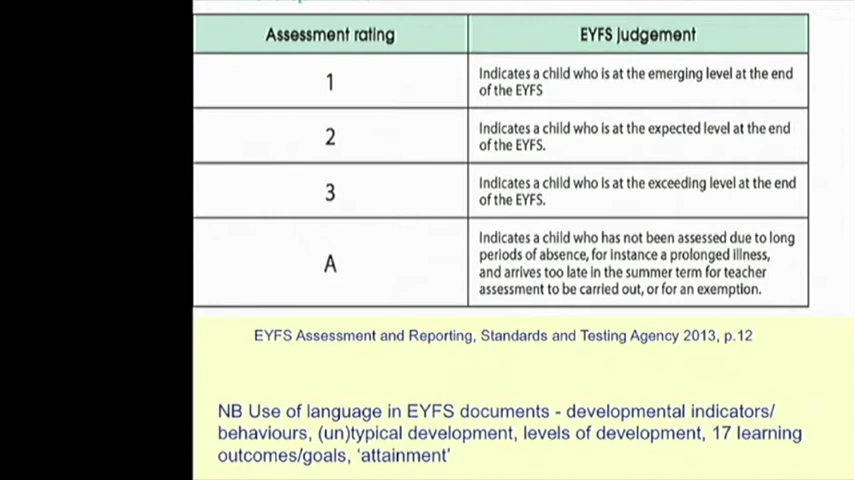 Assessment rating
EYFS Judgement
1
Indicates a child who is at the emerging level at the end
of the EYFS
2
Indicates a child who is at the expected level at the end
of the EYFS.
3
Indicates a child who is at the exceeding level at the end
of the EYFS.
A
Indicates a child who has not been assessed due to long
periods of absence, for instance a prolonged illness,
and arrives too late in the summer term for teacher
assessment to be carried out, or for an exemption.
EYFS Assessment and Reporting, Standards and Testing Agency 2013, p.12
NB Use of language in EYFS documents - developmental indicators/
behaviours, (un)typical development, levels of development, 17 learning
outcomes/goals, ‘attainment’